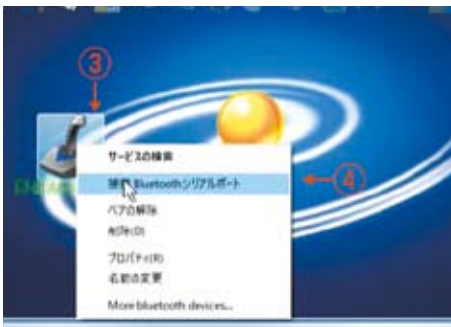 ③
サービスの検索
接続 Bluetoothシリアルポート
④
ペアの解除
削除(D)
プロパティ(R)
名前の変更
More bluetooth devices...